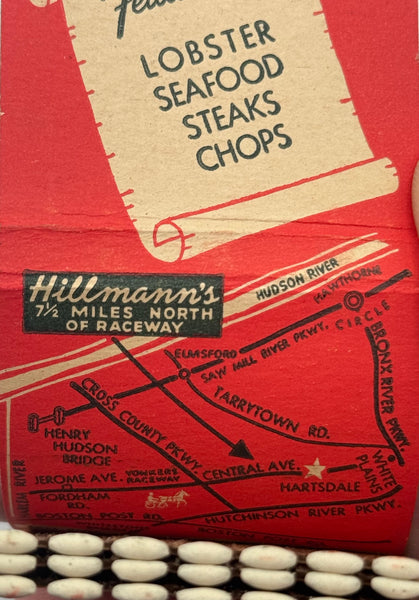 LOBSTER
SEAFOOD
STEAKS
CHOPS
Hillmann's
7½ MILES NORTH
OF RACEWAY
HUDSON RIVER
HAWTHORNE
CIRCLE
ELMSFORD
SAW MILL RIVER PKWY.
BRONX RIVER PKWY.
CROSS COUNTY PKWY.
TARRYTOWN RD.
HENRY
HUDSON
BRIDGE
WHITE
PLAINS
CENTRAL AVE.
YONKERS
RACEWAY
JEROME AVE.
HARTSDALE
FORDHAM
RD.
RIVER
BOSTON POST RD.
HUTCHINSON RIVER PKWY.